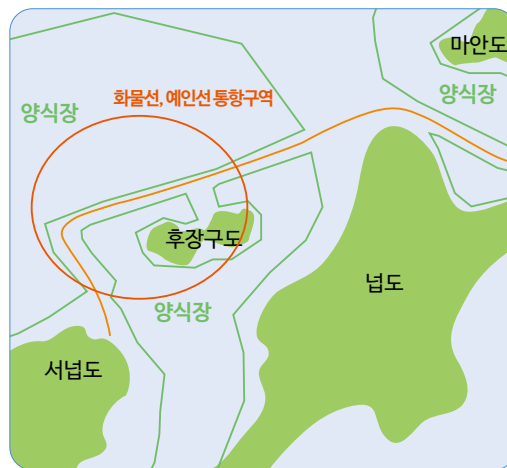 마안도
양식장
화물선, 예인선 통항구역
양식장
후장구도
넙도
양식장
서넙도